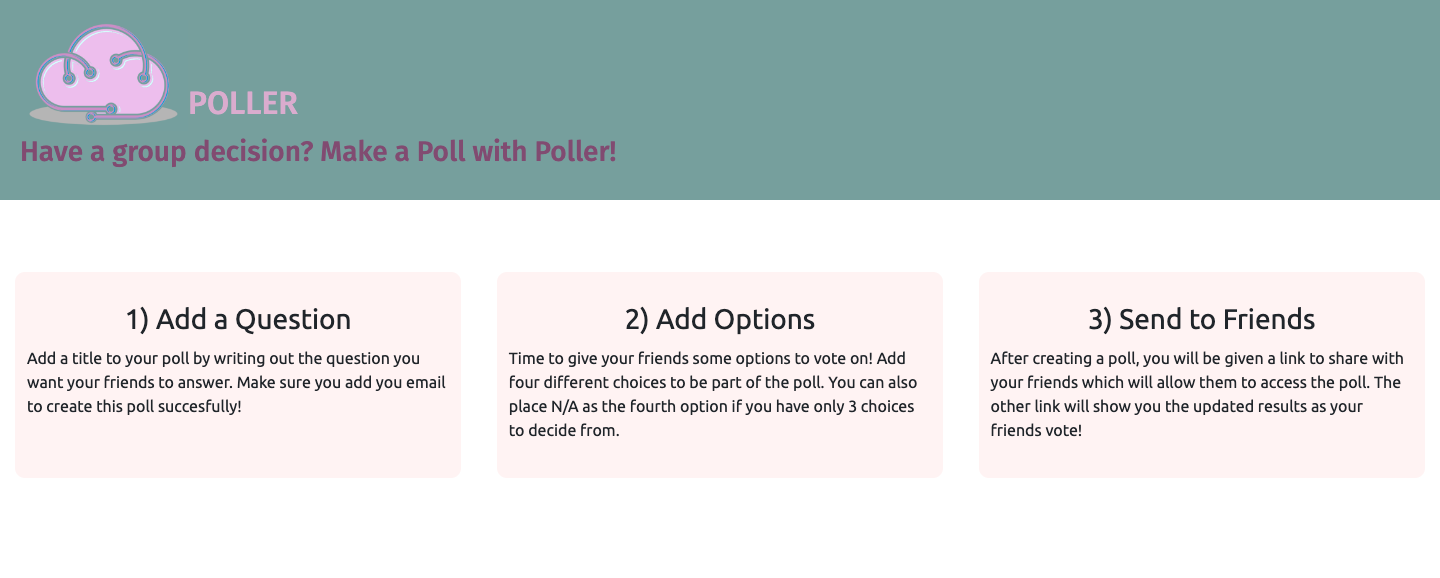 POLLER
Have a group decision? Make a Poll with Poller!
1) Add a Question
Add a title to your poll by writing out the question you
want your friends to answer. Make sure you add you email
to create this poll succesfully!
2) Add Options
Time to give your friends some options to vote on! Add
four different choices to be part of the poll. You can also
place N/A as the fourth option if you have only 3 choices
to decide from.
3) Send to Friends
After creating a poll, you will be given a link to share with
your friends which will allow them to access the poll. The
other link will show you the updated results as your
friends vote!